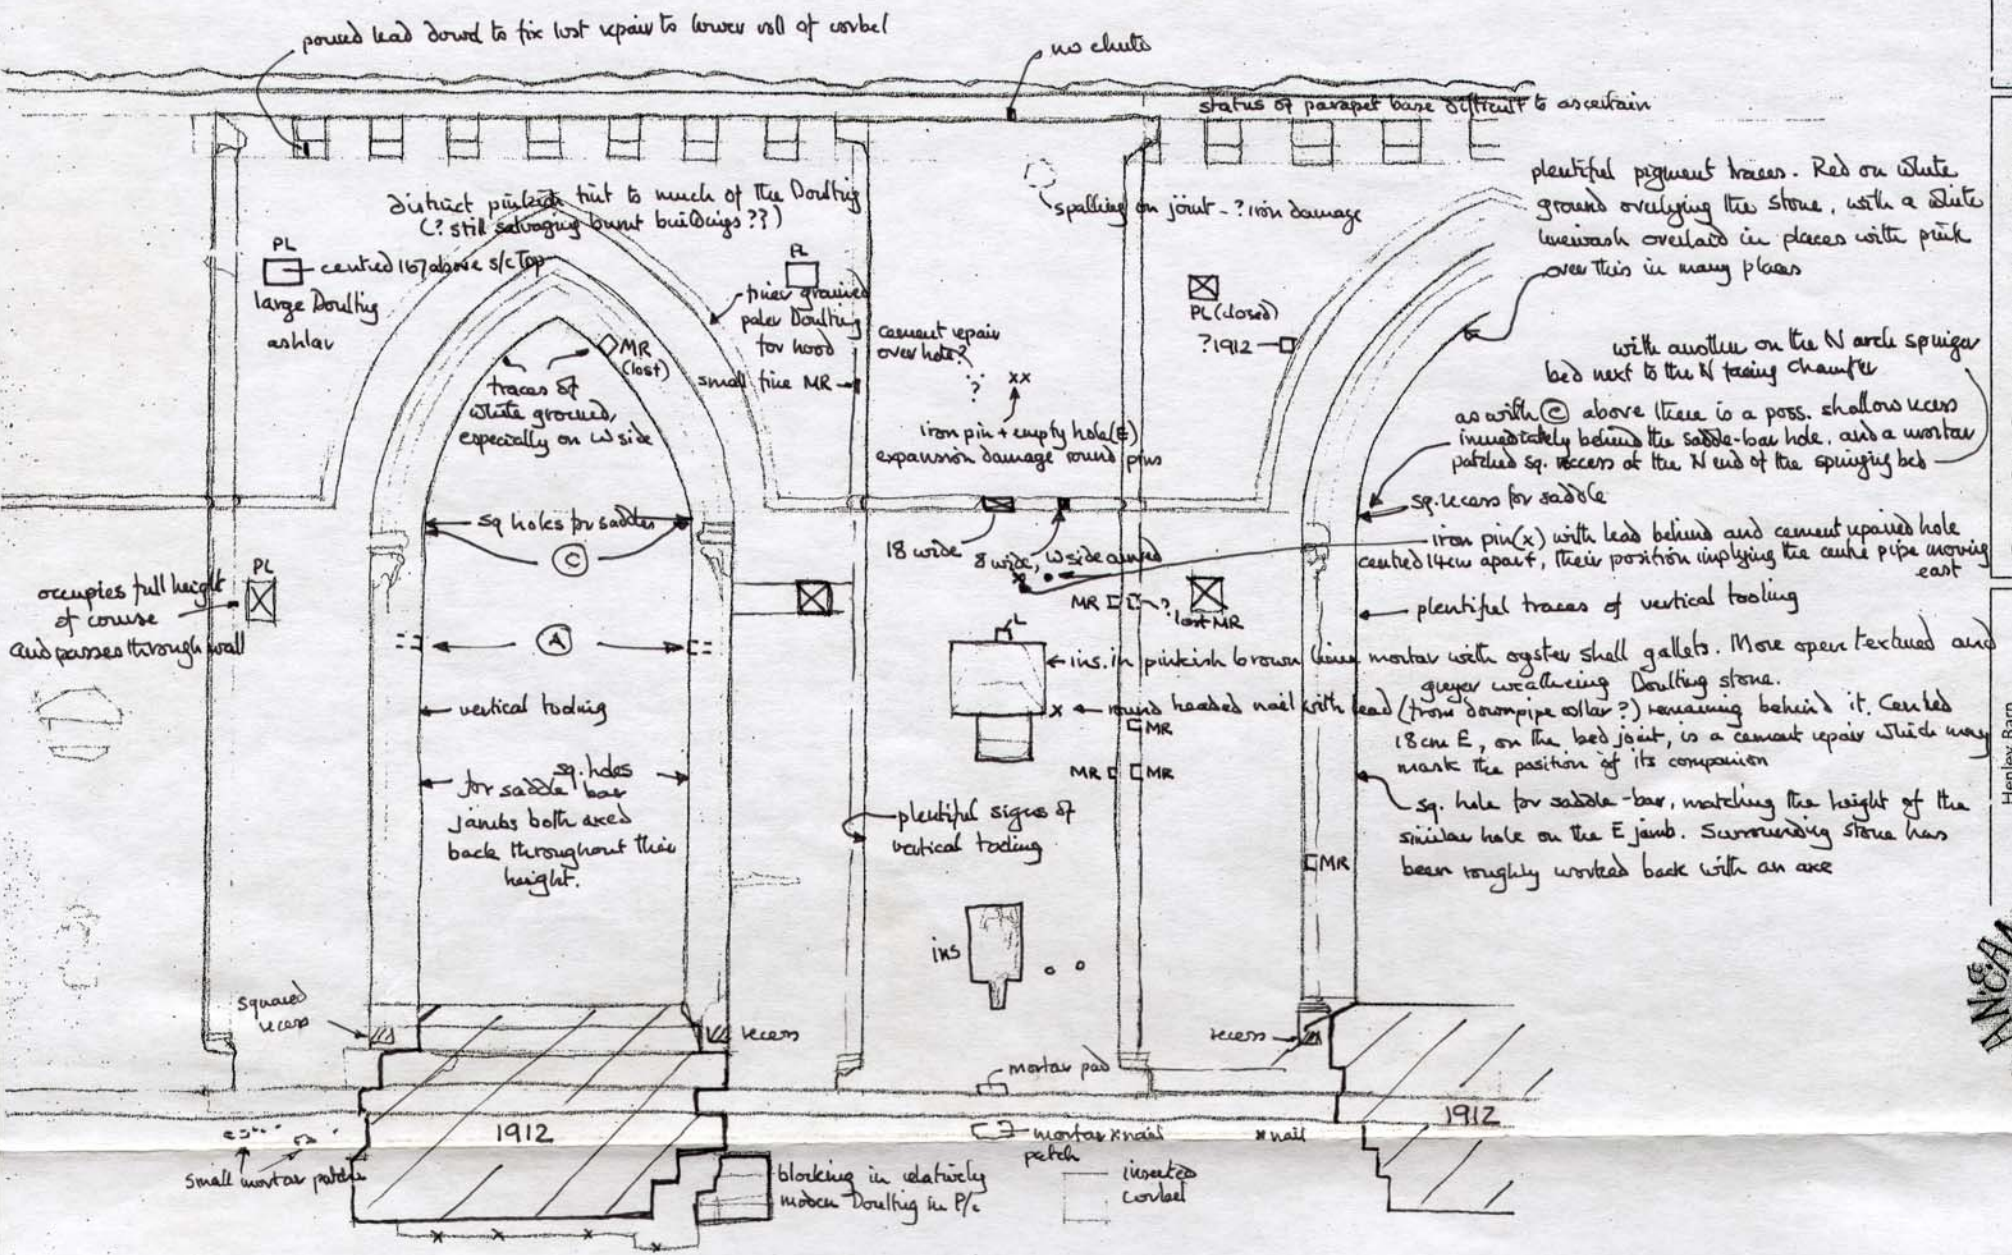 poured lead dowel to fix lost repair to lower roll of corbel
no chute
status of parapet base difficult to ascertain
distinct pinkish tint to much of the Doulting
(? still salvaging burnt buildings ??)
PL
centred 167 above s/c top
large Doulting
ashlar
PL
finer grained
paler Doulting
for hood
MR
(lost)
traces of
white ground,
especially on W side
small fine MR
cement repair
over hole?
?
xx
iron pin + empty hole (E)
expansion damage round pins
spalling on joint - ? iron damage
PL (closed)
? 1912
plentiful pigment traces. Red on white
ground overlying the stone, with a white
limewash overlaid in places with pink
over this in many places
with another on the N arch springer
bed next to the N facing chamfer
as with C above there is a poss. shallow recess
immediately behind the saddle-bar hole, and a mortar
patched sq. recess at the N end of the springing bed
sq. recess for saddle
iron pin (x) with lead behind and cement repaired hole
centred 14cm apart, their position implying the centre pipe moving
east
sq holes for saddles
C
18 wide
8 wide, W side
x
PL
occupies full height
of course
and passes through wall
A
MR
? lost MR
plentiful traces of vertical tooling
L
ins. in pinkish brown lime mortar with oyster shell gallets. More open textured and
greyer weathering Doulting stone.
x
round headed nail with lead (from downpipe collar?) remaining behind it. Centred
18cm E, on the bed joint, is a cement repair which may
mark the position of its companion
MR
MR
MR
vertical tooling
sq. holes
for saddle bar
jambs both axed
back throughout their
height.
plentiful signs of
vertical tooling
sq. hole for saddle-bar, matching the height of the
similar hole on the E jamb. Surrounding stone has
been roughly worked back with an axe
MR
Henley Barn
ins
squared
recess
recess
recess
mortar pad
1912
1912
small mortar patches
mortar
patch
x nail
x nail
blocking in relatively
modern Doulting in P/c
inserted
corbel
x x x x